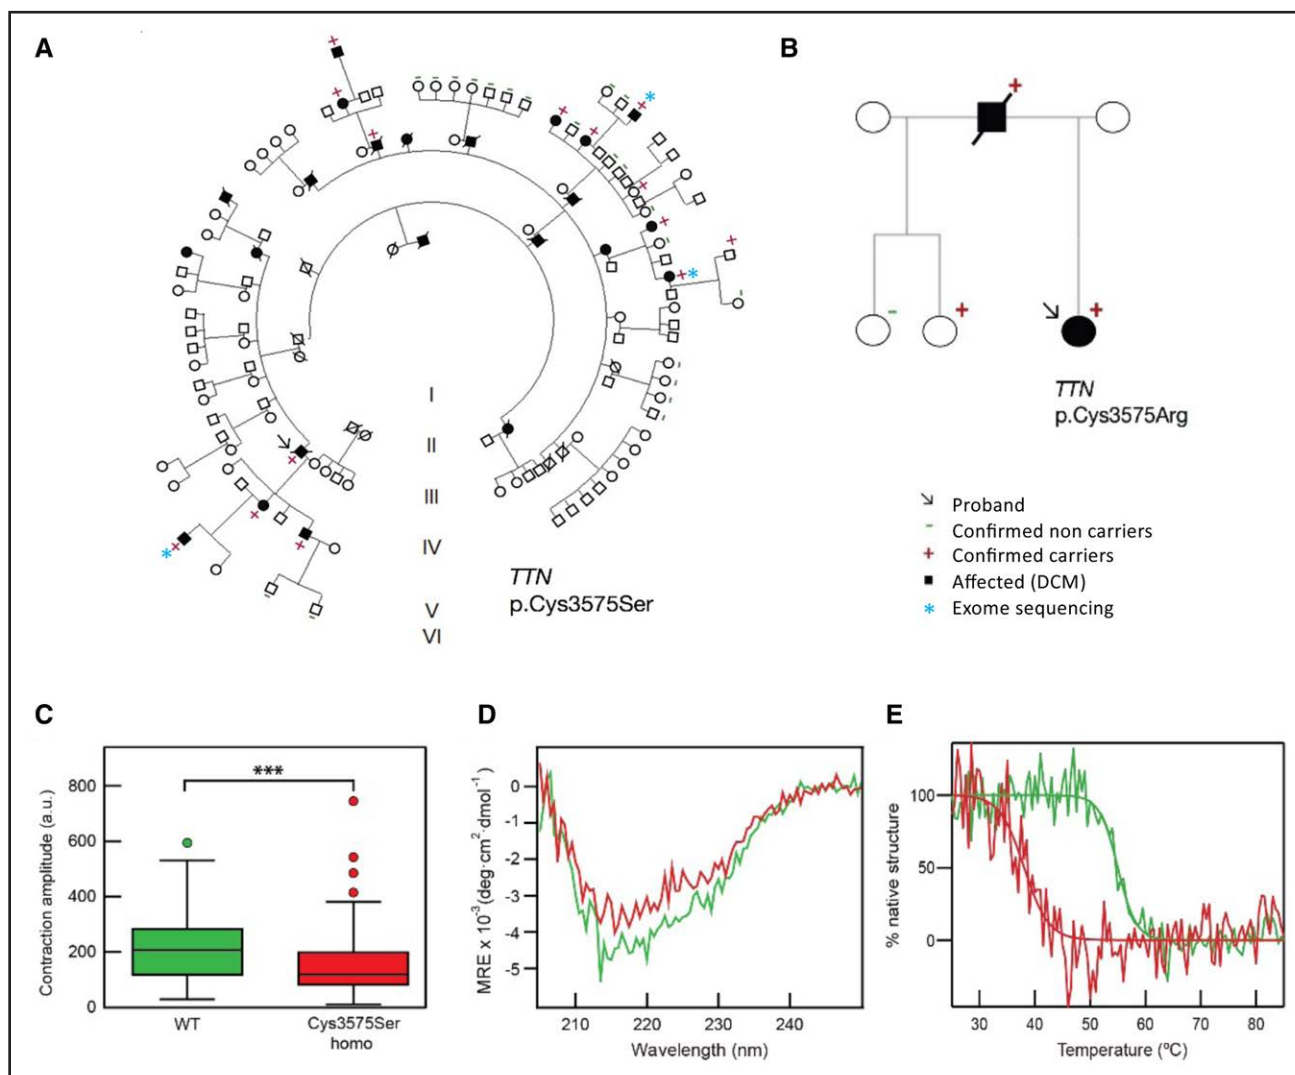 A
B
I
II
III
IV
V
VI
TTN
p.Cys3575Ser
TTN
p.Cys3575Arg
Proband
- Confirmed non carriers
+ Confirmed carriers
Affected (DCM)
* Exome sequencing
C
***
Contraction amplitude (a.u.)
800
600
400
200
0
WT
Cys3575Ser
homo
D
MRE x 10⁻³(deg·cm²·dmol⁻¹)
0
-1
-2
-3
-4
-5
210 220 230 240
Wavelength (nm)
E
% native structure
100
50
0
30 40 50 60 70 80
Temperature (ºC)